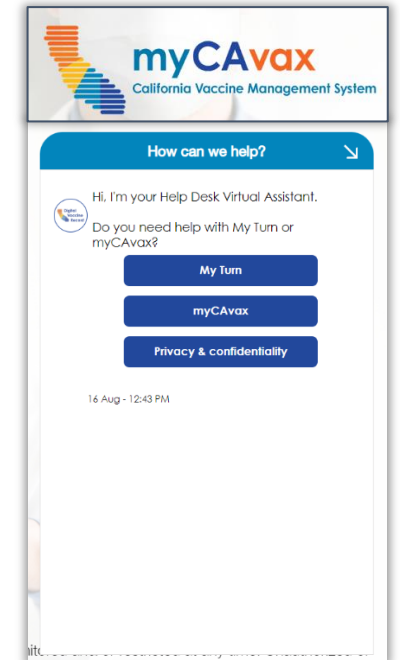 myCAvax
California Vaccine Management System
How can we help?
Hi, I'm your Help Desk Virtual Assistant.
Digital
Vaccine
Record
Do you need help with My Turn or
myCAvax?
My Turn
myCAvax
Privacy & confidentiality
16 Aug - 12:43 PM